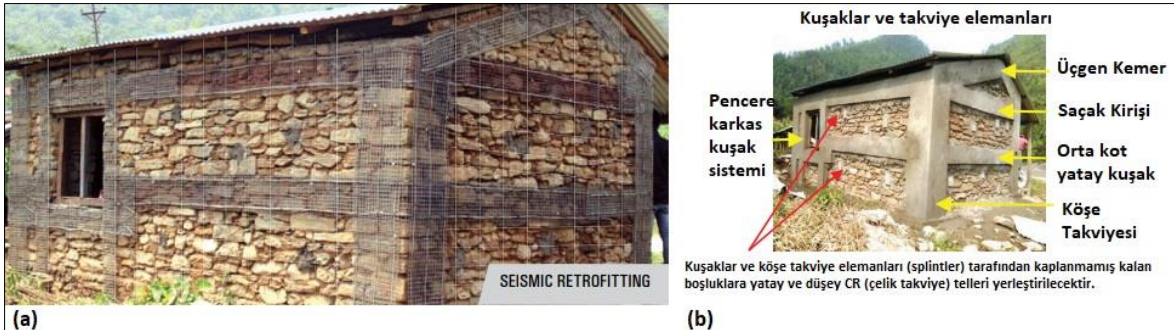 SEISMIC RETROFITTING
(a)
Kuşaklar ve takviye elemanları
Pencere
karkas
kuşak
sistemi
Üçgen Kemer
Saçak Kirişi
Orta kot
yatay kuşak
Köşe
Takviyesi
Kuşaklar ve köşe takviye elemanları (splintler) tarafından kaplanmamış kalan
boşluklara yatay ve düşey CR (çelik takviye) telleri yerleştirilecektir.
(b)